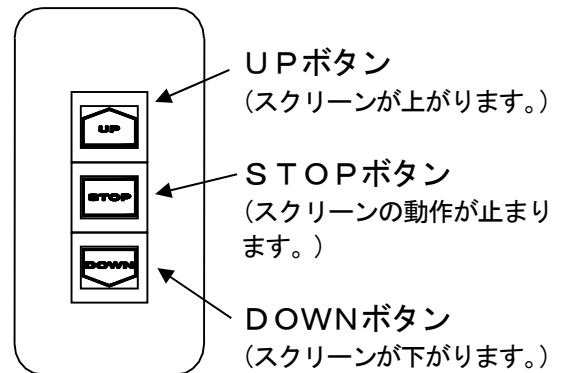 UP
UPボタン
(スクリーンが上がります。)
STOP
STOPボタン
(スクリーンの動作が止まり
ます。)
DOWN
DOWNボタン
(スクリーンが下がります。)